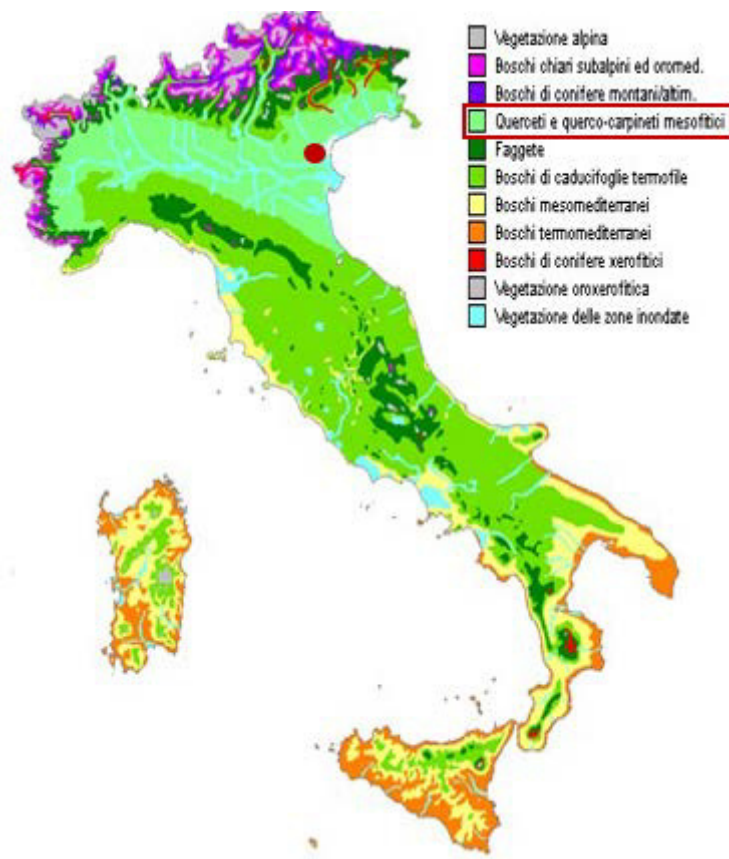 Vegetazione alpina
Boschi chiari subalpini ed oromed.
Boschi di conifere montani/altim.
Querceti e querco-carpineti mesofitici
Faggete
Boschi di caducifoglie termofile
Boschi mesomediterranei
Boschi termomediterranei
Boschi di conifere xerofitici
Vegetazione oroxerofitica
Vegetazione delle zone inondate